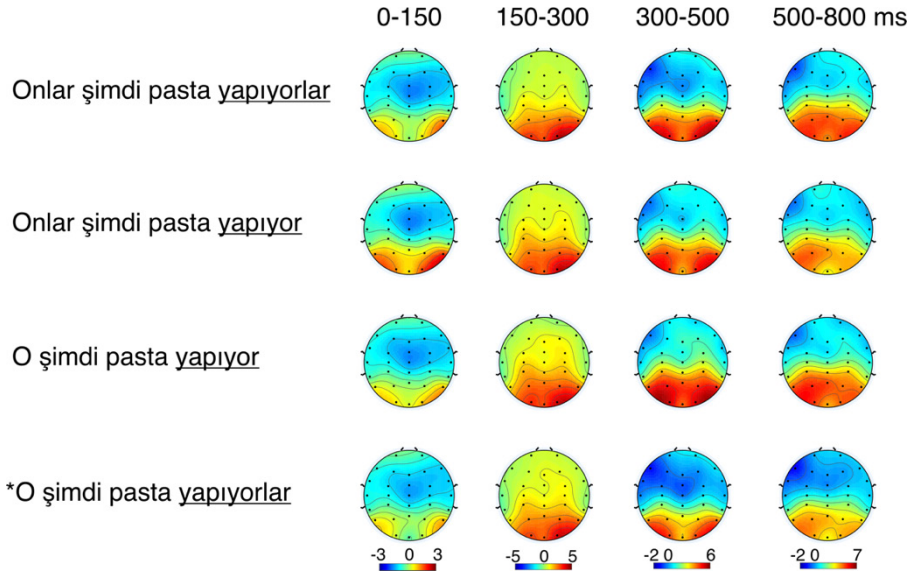 0-150 150-300 300-500 500-800 ms
Onlar şimdi pasta yapıyorlar
Onlar şimdi pasta yapıyor
O şimdi pasta yapıyor
*O şimdi pasta yapıyorlar
-3 0 3 -5 0 5 -2 0 6 -2 0 7